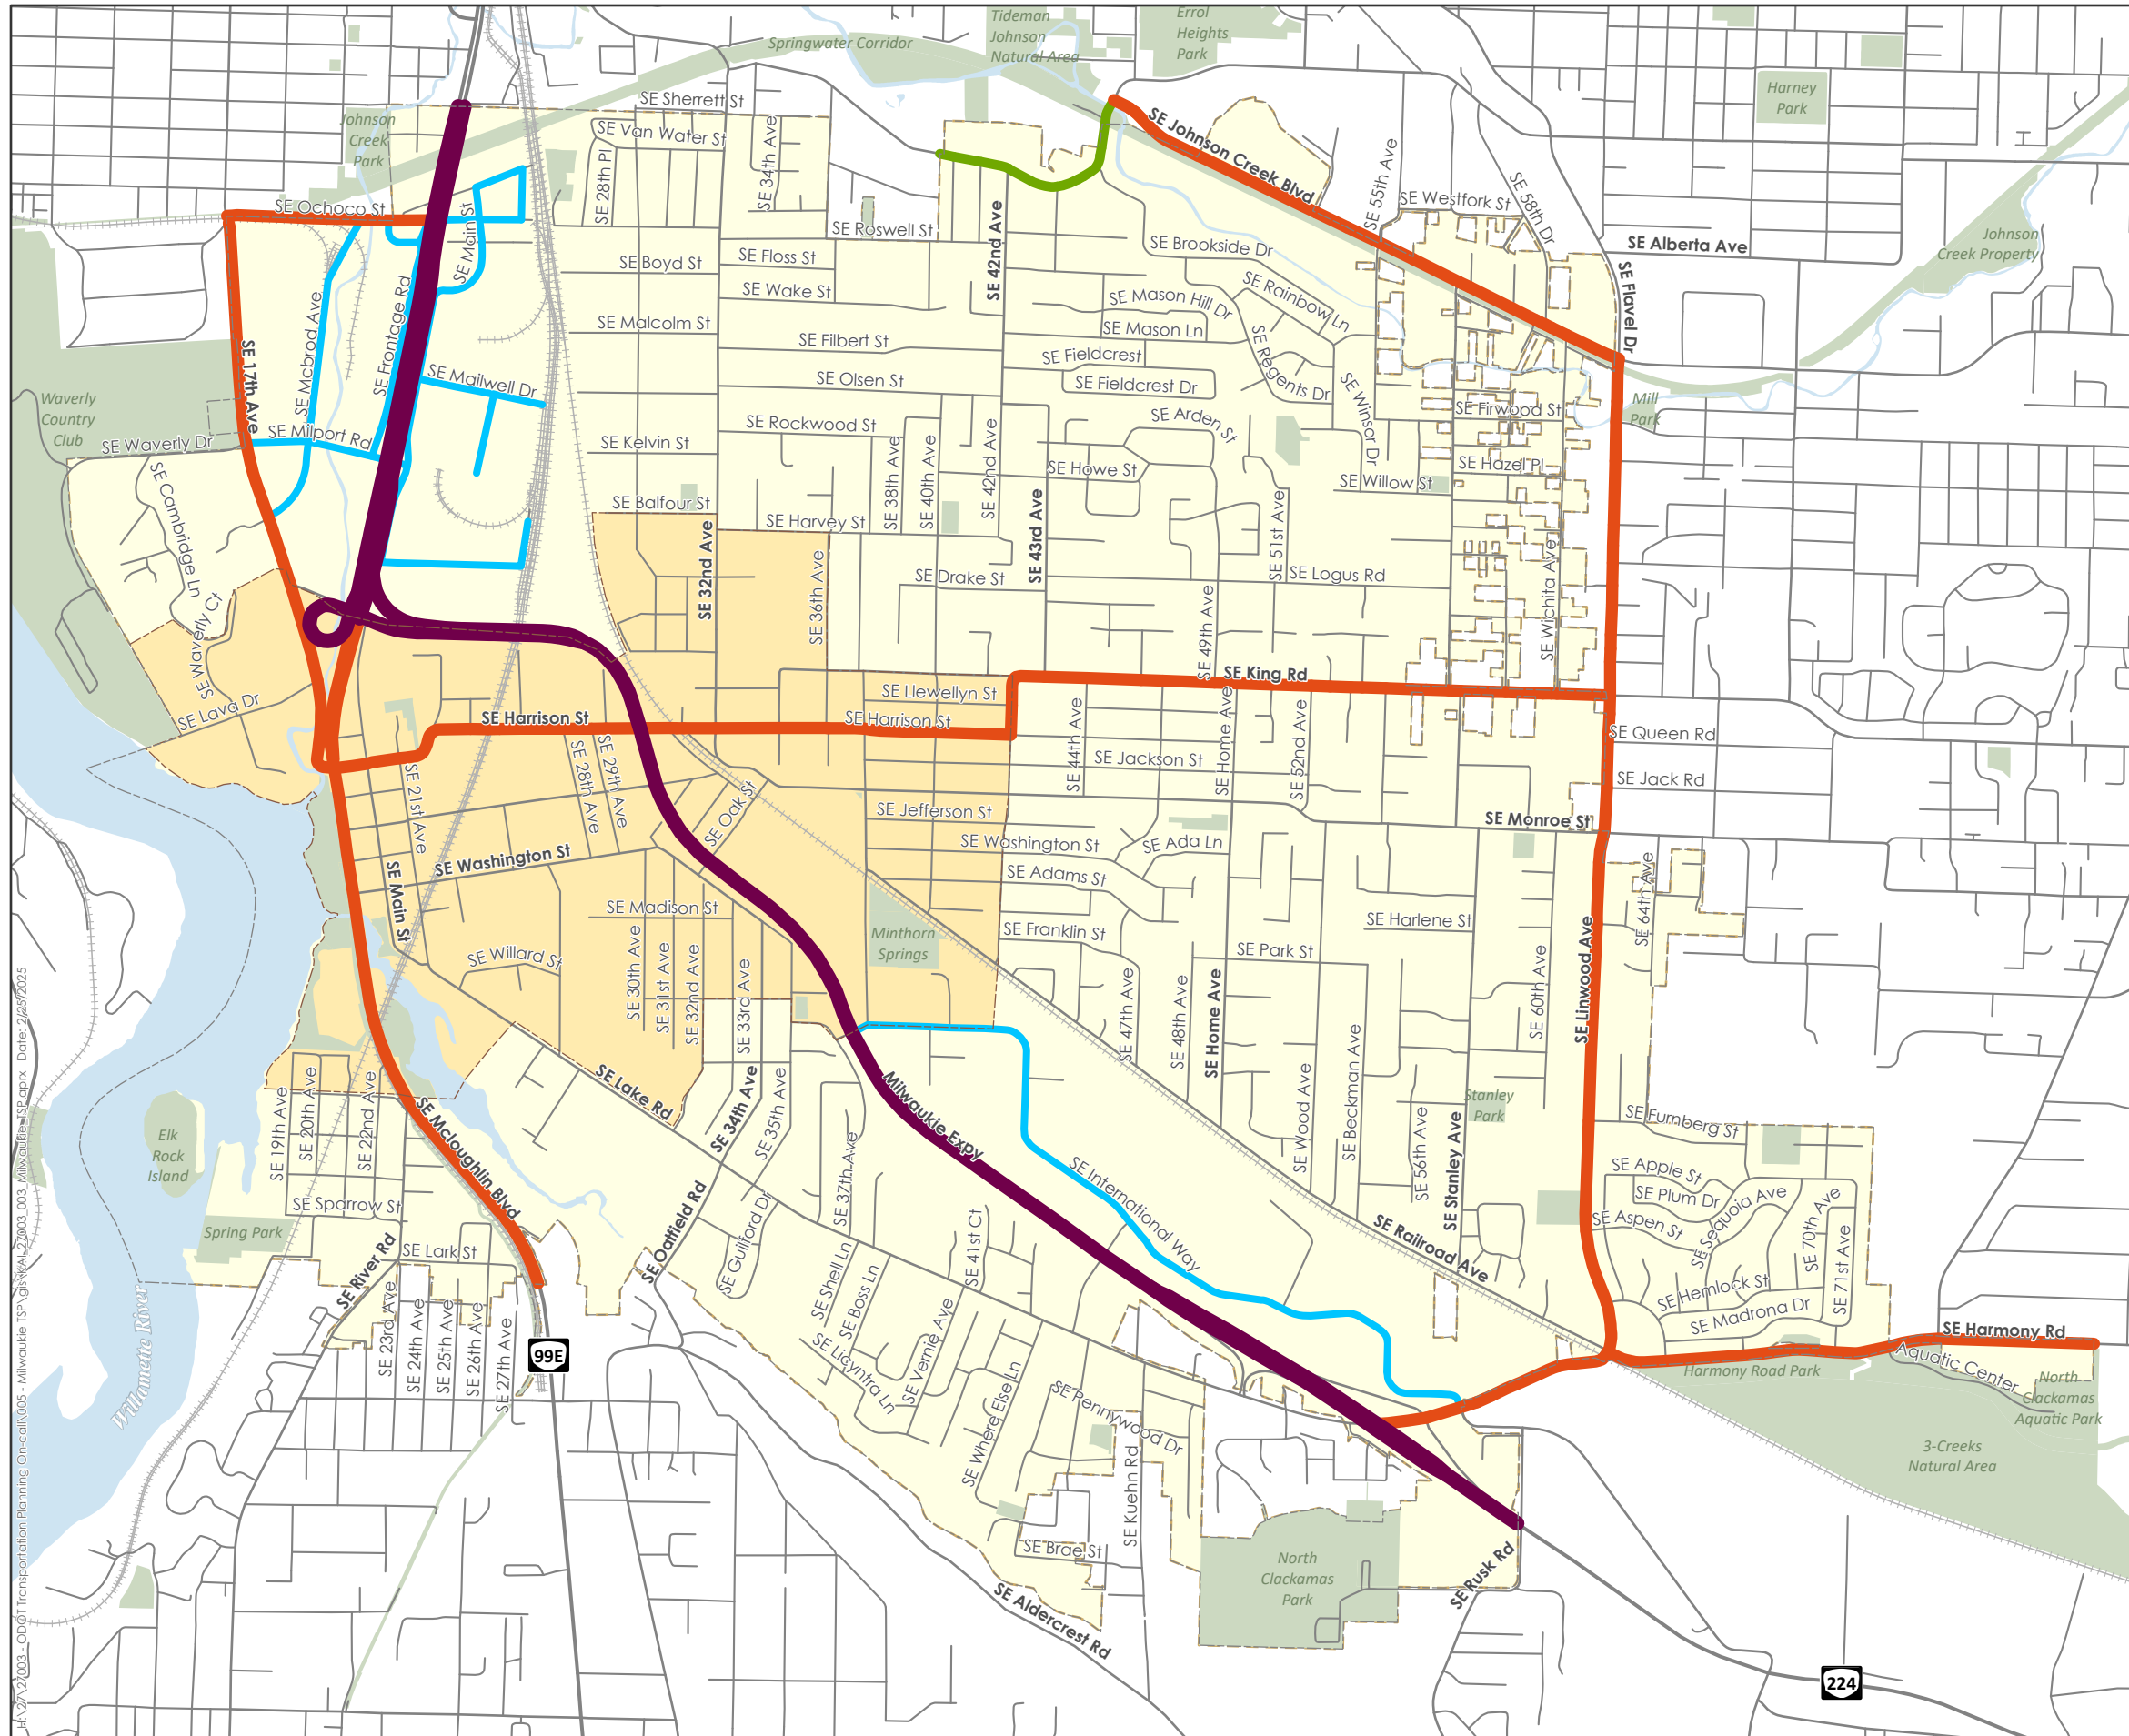 Tideman
Johnson
Natural Area
Errol
Heights
Park
Springwater Corridor
Harney
Park
Johnson
Creek
Park
SE Sherrett St
SE Van Water St
SE 28th Pl
SE 34th Ave
SE Johnson Creek Blvd
SE 55th Ave
SE Westfork St
SE 58th Dr
SE Ochoco St
SE Main St
SE Roswell St
SE 42nd Ave
SE Brookside Dr
SE Alberta Ave
Johnson
Creek Property
SE Boyd St
SE Floss St
SE Wake St
SE Mason Hill Dr
SE Rainbow Ln
SE Flavel Dr
SE Mcbrod Ave
SE Frontage Rd
SE Malcolm St
SE Filbert St
SE Mason Ln
SE Fieldcrest
SE Regents Dr
SE 17th Ave
SE Mailwell Dr
SE Olsen St
SE Fieldcrest Dr
SE Winsor Dr
Waverly
Country
Club
SE Waverly Dr
SE Milport Rd
SE Rockwood St
SE Arden St
SE Firwood St
Mill
Park
SE Kelvin St
SE 38th Ave
SE 40th Ave
SE 42nd Ave
SE Howe St
SE Hazel Pl
SE Willow St
SE Cambridge Ln
SE Balfour St
SE Harvey St
SE 43rd Ave
SE 51st Ave
SE 32nd Ave
SE 36th Ave
SE Drake St
SE Logus Rd
SE Wichita Ave
SE Waverly Ct
SE 49th Ave
SE King Rd
SE Lava Dr
SE Harrison St
SE Llewellyn St
SE Harrison St
SE 44th Ave
SE Home Ave
SE 52nd Ave
SE Queen Rd
SE Jackson St
SE Jack Rd
SE 21st Ave
SE 28th Ave
SE 29th Ave
SE Oak St
SE Jefferson St
SE Monroe St
SE Washington St
SE Washington St
SE Ada Ln
SE Main St
SE Adams St
SE 64th Ave
SE Madison St
SE Harlene St
Minthorn
Springs
SE Franklin St
SE Park St
SE Willard St
SE 30th Ave
SE 31st Ave
SE 32nd Ave
SE 33rd Ave
SE 47th Ave
SE 48th Ave
SE Home Ave
SE 60th Ave
SE Linwood Ave
SE Lake Rd
SE 34th Ave
SE 35th Ave
Milwaukie Expy
SE Wood Ave
SE Beckman Ave
SE 56th Ave
SE Stanley Ave
Stanley
Park
SE Furnberg St
Elk
Rock
Island
SE 19th Ave
SE 20th Ave
SE 22nd Ave
SE Mcloughlin Blvd
SE 37th Ave
SE International Way
SE Apple St
SE Plum Dr
SE Sequoia Ave
SE Aspen St
SE 70th Ave
SE 71st Ave
SE Sparrow St
Spring Park
SE River Rd
SE Lark St
SE Oatfield Rd
SE Guilford Dr
SE Shell Ln
SE Boss Ln
SE 41st Ct
SE Railroad Ave
SE Hemlock St
SE Madrona Dr
SE Harmony Rd
SE 23rd Ave
SE 24th Ave
SE 25th Ave
SE 26th Ave
SE 27th Ave
99E
SE Licyntra Ln
SE Vernie Ave
SE Where Else Ln
SE Pennywood Dr
SE Kuehn Rd
Harmony Road Park
Aquatic Center
North
Clackamas
Aquatic Park
3-Creeks
Natural Area
Willamette River
SE Brae St
North
Clackamas
Park
SE Rusk Rd
SE Aldercrest Rd
224
H:\27\27003 - ODOT Transportation Planning On-call\005 - Milwaukie TSP\gis\KAI_27003_003_Milwaukie_TSP.aprx Date: 2/25/2025